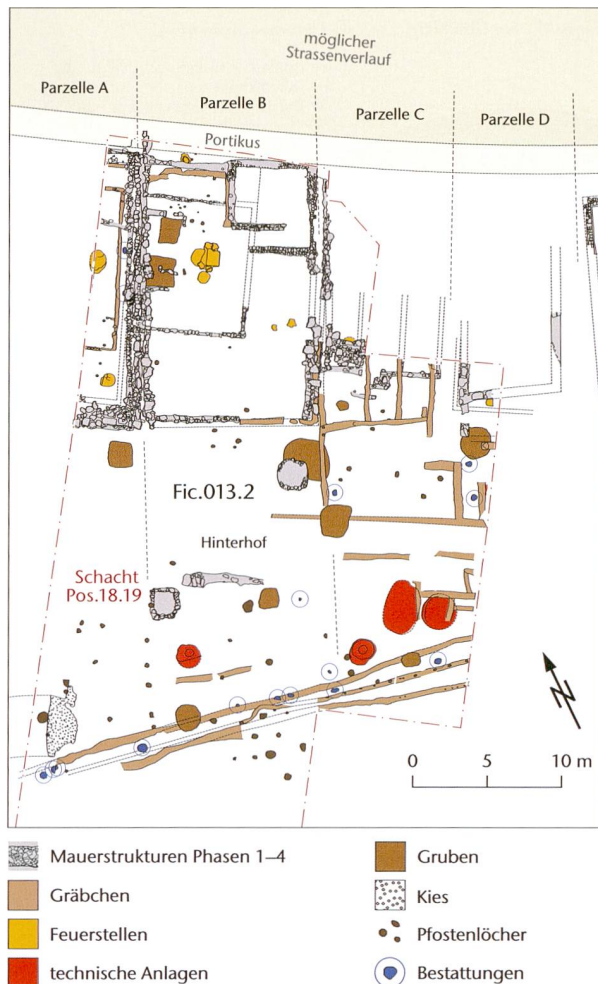 möglicher
Strassenverlauf
Parzelle A
Parzelle B
Parzelle C
Parzelle D
Portikus
Fic.013.2
Hinterhof
Schacht
Pos.18.19
N
0 5 10 m
Mauerstrukturen Phasen 1–4
Gräbchen
Feuerstellen
technische Anlagen
Gruben
Kies
Pfostenlöcher
Bestattungen